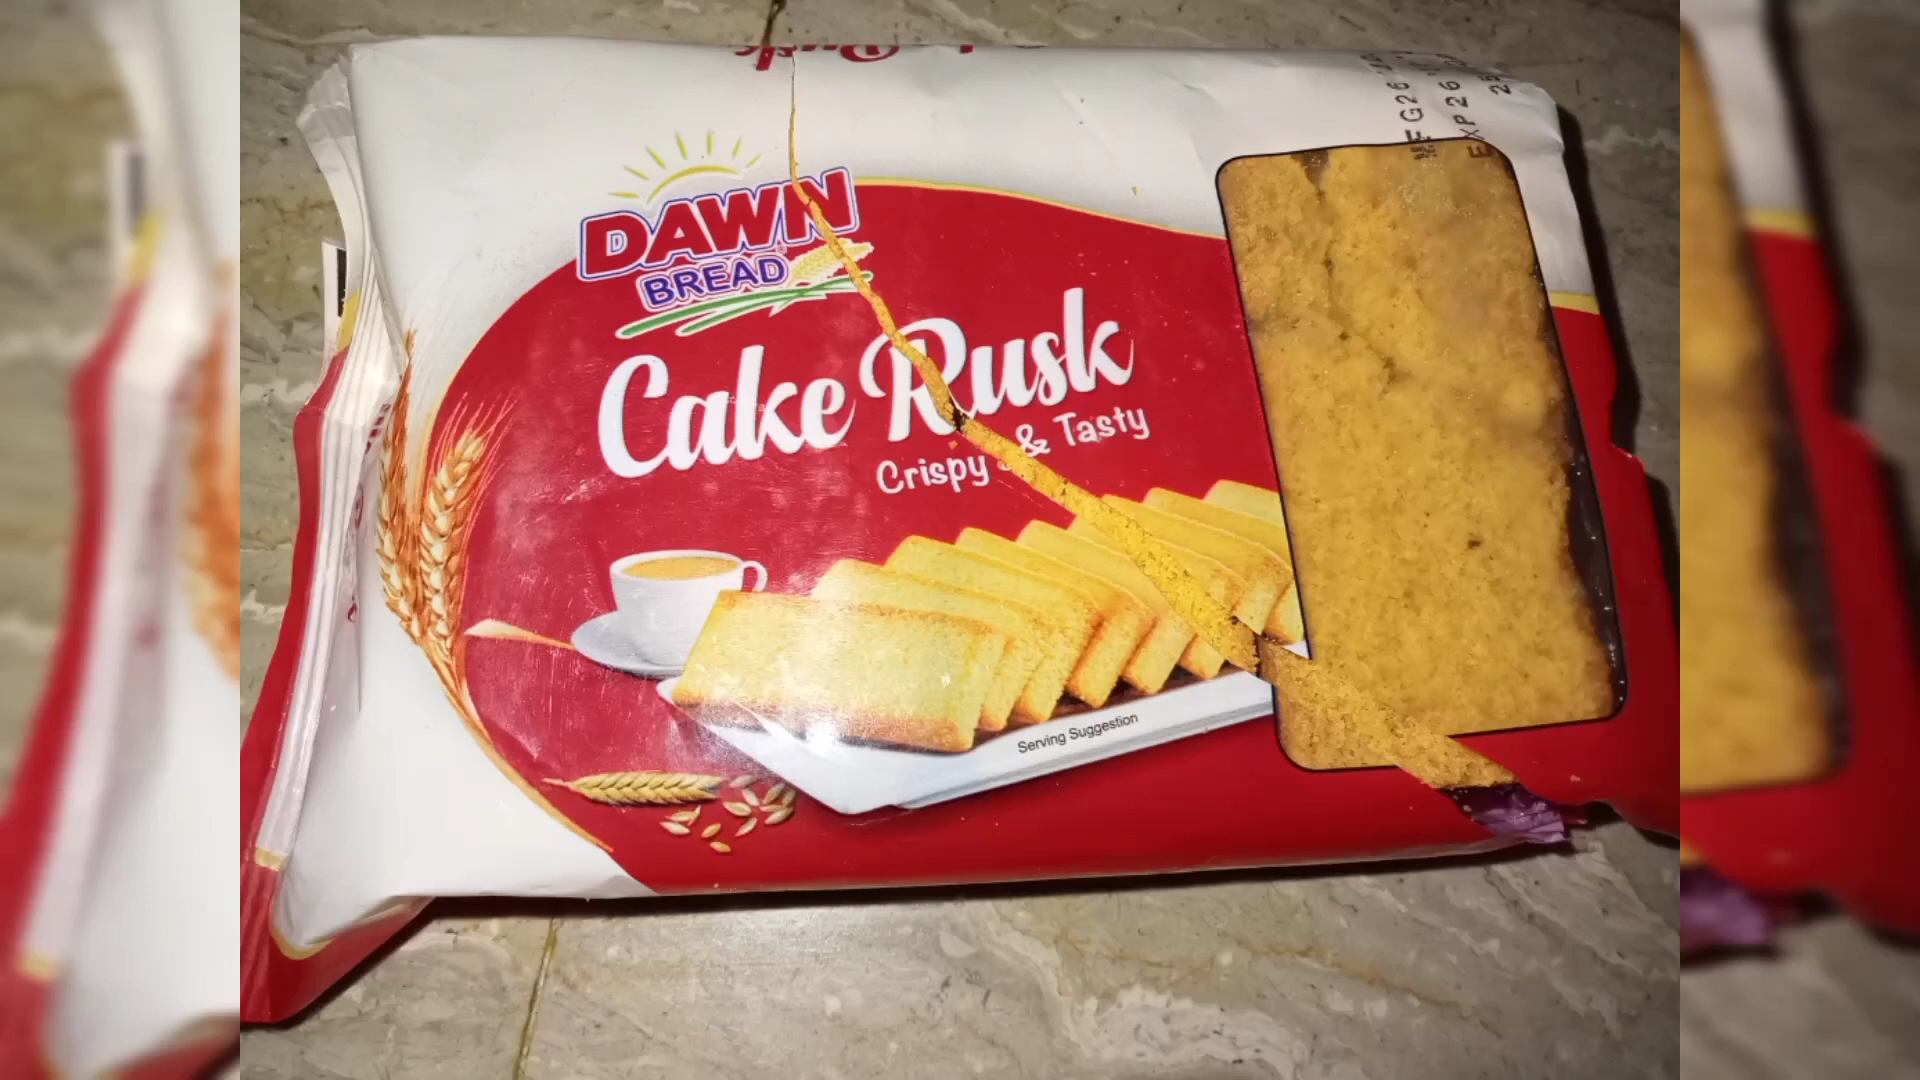 DAWN
BREAD
Cake Rusk
Crispy & Tasty
Serving Suggestion